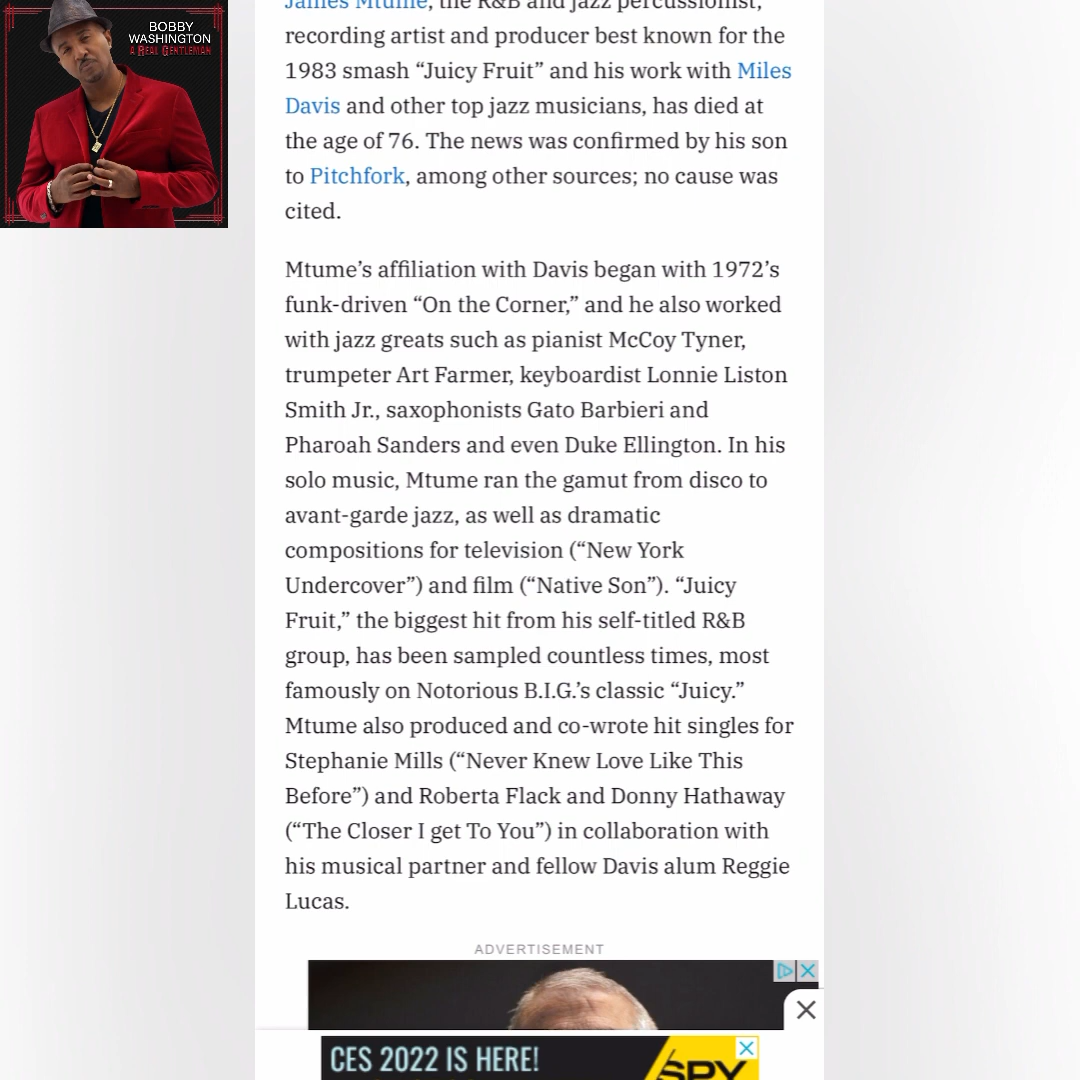 BOBBY
WASHINGTON
A REAL GENTLEMAN
James Mtume, the R&B and jazz percussionist,
recording artist and producer best known for the
1983 smash “Juicy Fruit” and his work with Miles
Davis and other top jazz musicians, has died at
the age of 76. The news was confirmed by his son
to Pitchfork, among other sources; no cause was
cited.
Mtume’s affiliation with Davis began with 1972’s
funk-driven “On the Corner,” and he also worked
with jazz greats such as pianist McCoy Tyner,
trumpeter Art Farmer, keyboardist Lonnie Liston
Smith Jr., saxophonists Gato Barbieri and
Pharoah Sanders and even Duke Ellington. In his
solo music, Mtume ran the gamut from disco to
avant-garde jazz, as well as dramatic
compositions for television (“New York
Undercover”) and film (“Native Son”). “Juicy
Fruit,” the biggest hit from his self-titled R&B
group, has been sampled countless times, most
famously on Notorious B.I.G.’s classic “Juicy.”
Mtume also produced and co-wrote hit singles for
Stephanie Mills (“Never Knew Love Like This
Before”) and Roberta Flack and Donny Hathaway
(“The Closer I get To You”) in collaboration with
his musical partner and fellow Davis alum Reggie
Lucas.
ADVERTISEMENT
CES 2022 IS HERE!
SPY